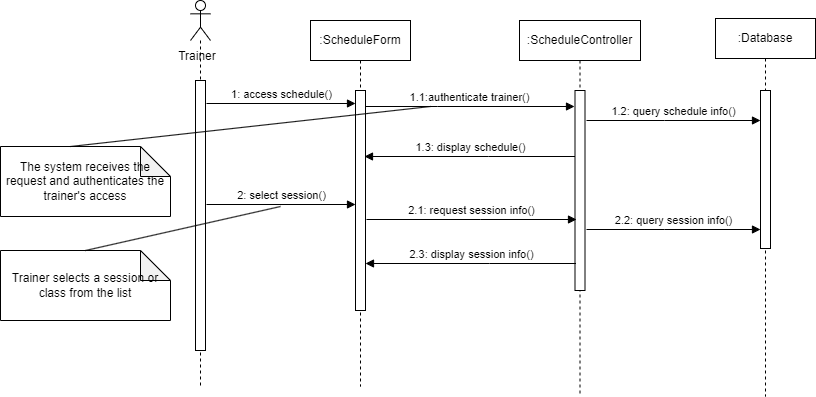 Trainer
:ScheduleForm
:ScheduleController
:Database
1: access schedule()
1.1:authenticate trainer()
1.2: query schedule info()
1.3: display schedule()
The system receives the
request and authenticates the
trainer's access
2: select session()
2.1: request session info()
2.2: query session info()
2.3: display session info()
Trainer selects a session or
class from the list